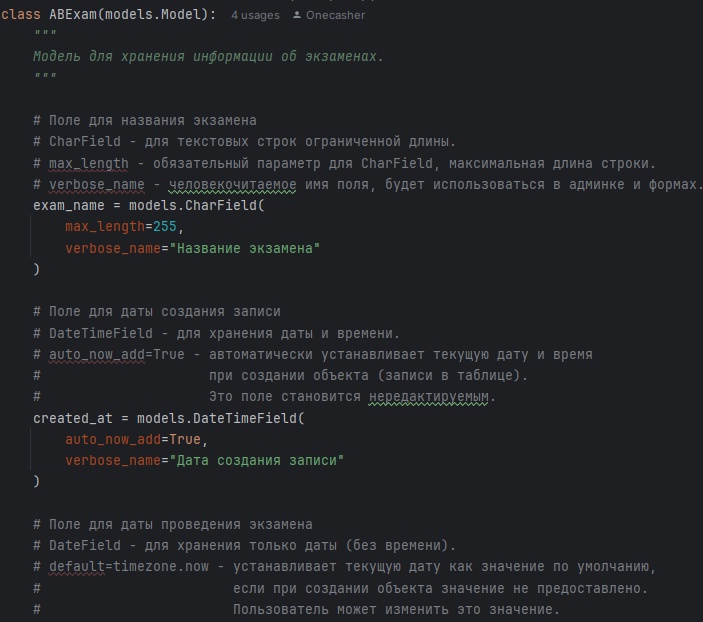 class ABExam(models.Model): 4 usages Onecasher
"""
Модель для хранения информации об экзаменах.
"""
# Поле для названия экзамена
# CharField - для текстовых строк ограниченной длины.
# max_length - обязательный параметр для CharField, максимальная длина строки.
# verbose_name - человекочитаемое имя поля, будет использоваться в админке и формах.
exam_name = models.CharField(
max_length=255,
verbose_name="Название экзамена"
)
# Поле для даты создания записи
# DateTimeField - для хранения даты и времени.
# auto_now_add=True - автоматически устанавливает текущую дату и время
# при создании объекта (записи в таблице).
# Это поле становится нередактируемым.
created_at = models.DateTimeField(
auto_now_add=True,
verbose_name="Дата создания записи"
)
# Поле для даты проведения экзамена
# DateField - для хранения только даты (без времени).
# default=timezone.now - устанавливает текущую дату как значение по умолчанию,
# если при создании объекта значение не предоставлено.
# Пользователь может изменить это значение.